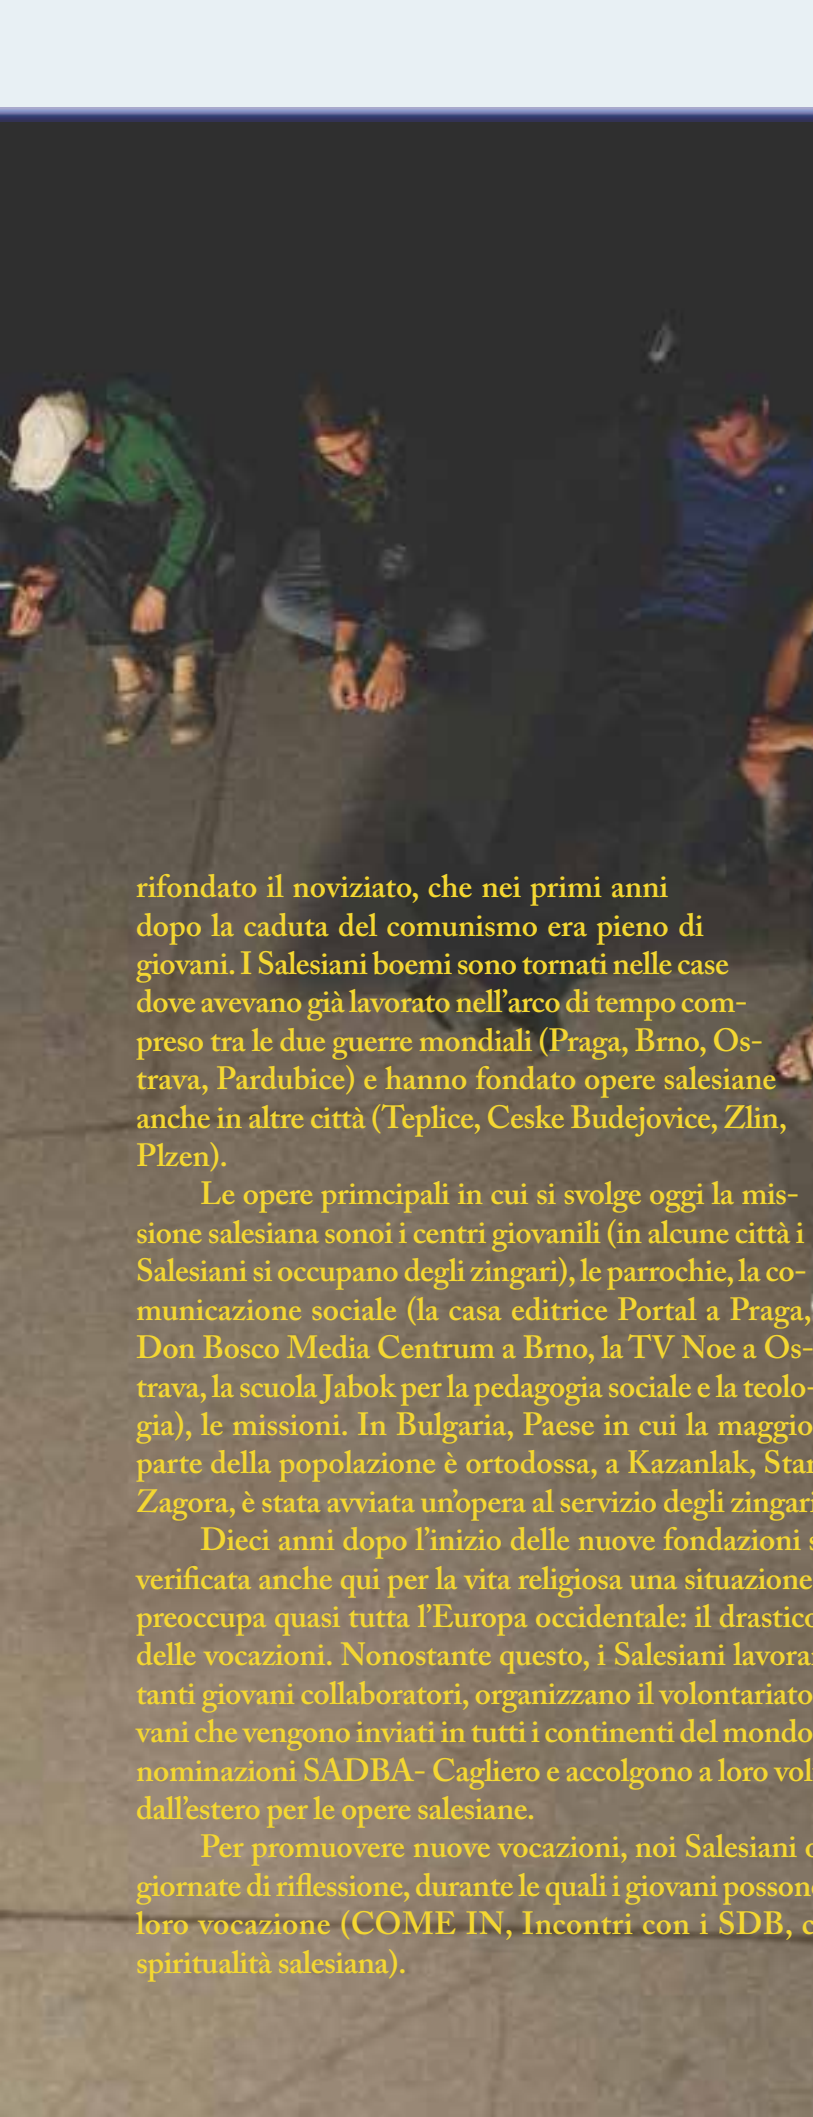 rifondato il noviziato, che nei primi anni
dopo la caduta del comunismo era pieno di
giovani. I Salesiani boemi sono tornati nelle case
dove avevano già lavorato nell’arco di tempo com-
preso tra le due guerre mondiali (Praga, Brno, Os-
trava, Pardubice) e hanno fondato opere salesiane
anche in altre città (Teplice, Ceske Budejovice, Zlin,
Plzen).
Le opere primcipali in cui si svolge oggi la mis-
sione salesiana sonoi i centri giovanili (in alcune città i
Salesiani si occupano degli zingari), le parrochie, la co-
municazione sociale (la casa editrice Portal a Praga,
Don Bosco Media Centrum a Brno, la TV Noe a Os-
trava, la scuola Jabok per la pedagogia sociale e la teolo-
gia), le missioni. In Bulgaria, Paese in cui la maggio
parte della popolazione è ortodossa, a Kazanlak, Star
Zagora, è stata avviata un’opera al servizio degli zingari
Dieci anni dopo l’inizio delle nuove fondazioni s
verificata anche qui per la vita religiosa una situazione
preoccupa quasi tutta l’Europa occidentale: il drastico
delle vocazioni. Nonostante questo, i Salesiani lavora
tanti giovani collaboratori, organizzano il volontariato
vani che vengono inviati in tutti i continenti del mondo
nominazioni SADBA- Cagliero e accolgono a loro vol
dall’estero per le opere salesiane.
Per promuovere nuove vocazioni, noi Salesiani
giornate di riflessione, durante le quali i giovani posson
loro vocazione (COME IN, Incontri con i SDB, c
spiritualità salesiana).